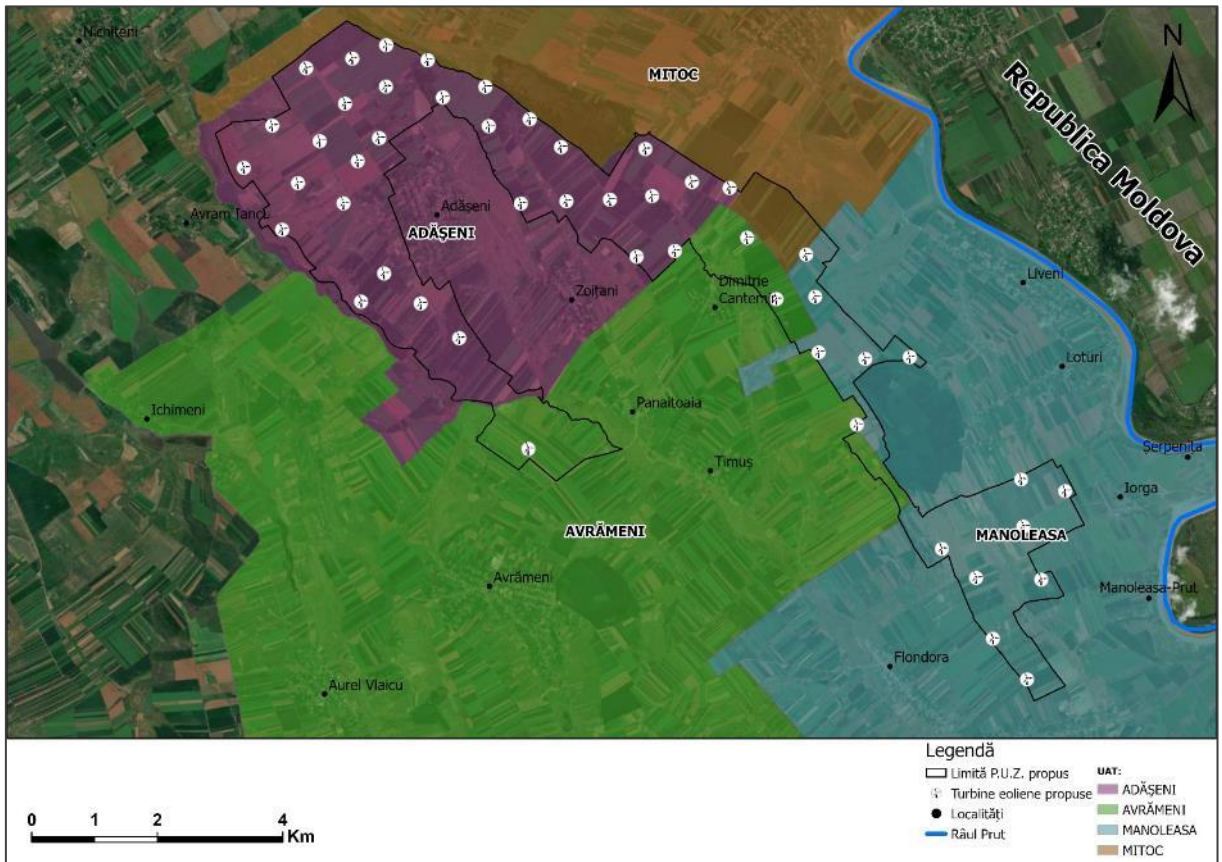 Nichiteni
MITOC
N
Republica Moldova
Avram Iancu
Adășeni
ADĂȘENI
Liveni
Zoițani
Dimitrie
Cantemir
Loturi
Ichimeni
Panaitoaia
Șerpenița
Timuș
Iorga
AVRĂMENI
MANOLEASA
Avrămeni
Manoleasa-Prut
Flondora
Aurel Vlaicu
Legendă
Limită P.U.Z. propus
Turbine eoliene propuse
Localități
Râul Prut
UAT:
ADĂȘENI
AVRĂMENI
MANOLEASA
MITOC
0 1 2 4
Km